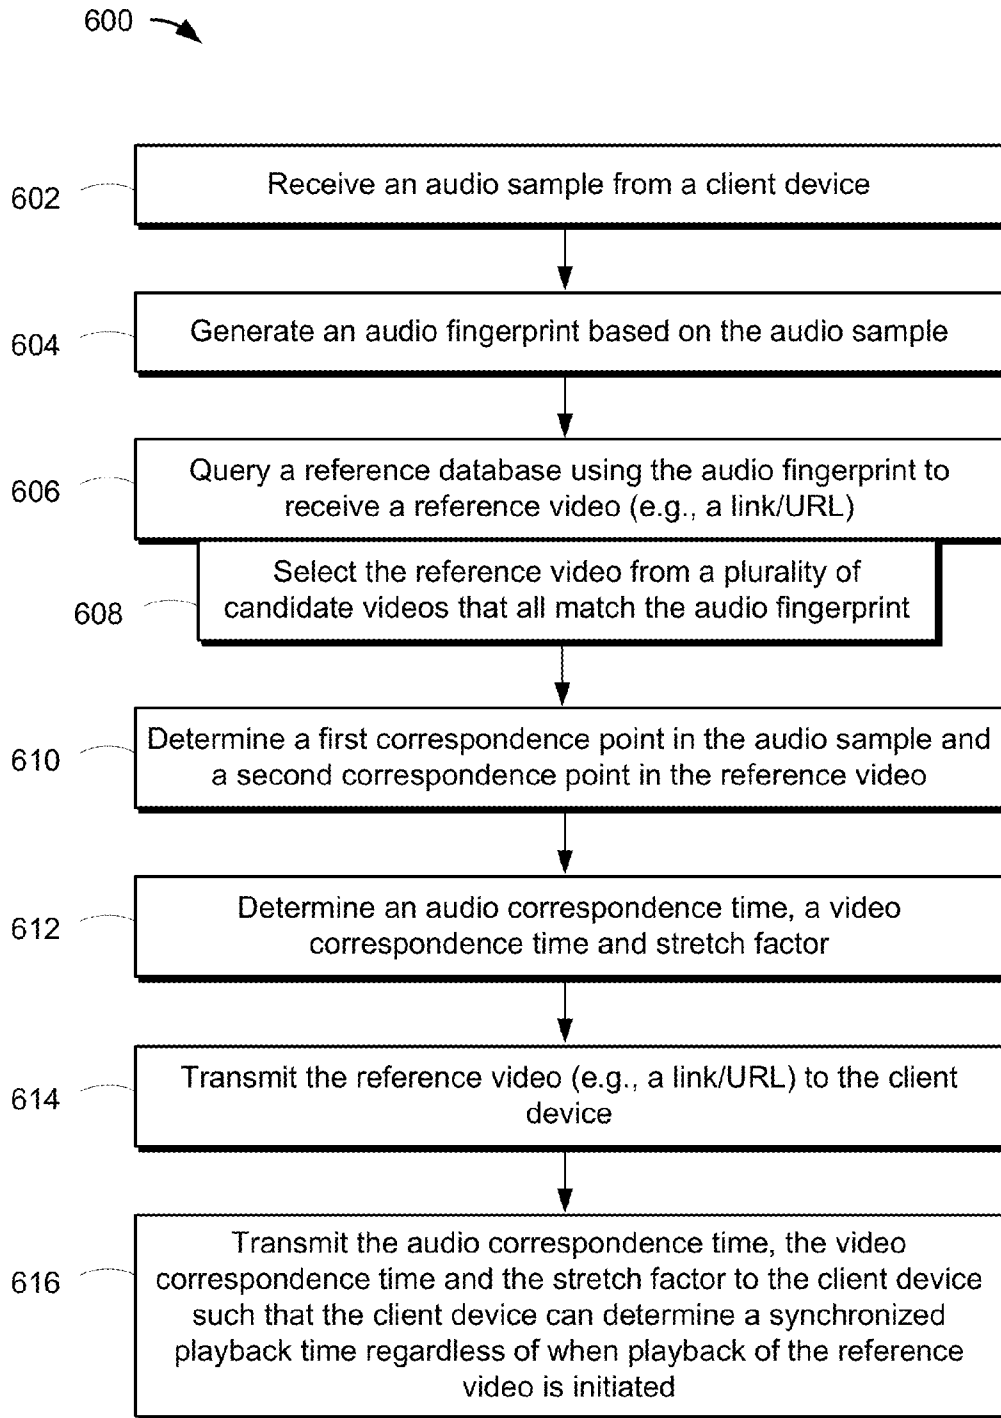 600
602
Receive an audio sample from a client device
604
Generate an audio fingerprint based on the audio sample
606
Query a reference database using the audio fingerprint to
receive a reference video (e.g., a link/URL)
608
Select the reference video from a plurality of
candidate videos that all match the audio fingerprint
610
Determine a first correspondence point in the audio sample and
a second correspondence point in the reference video
612
Determine an audio correspondence time, a video
correspondence time and stretch factor
614
Transmit the reference video (e.g., a link/URL) to the client
device
616
Transmit the audio correspondence time, the video
correspondence time and the stretch factor to the client device
such that the client device can determine a synchronized
playback time regardless of when playback of the reference
video is initiated